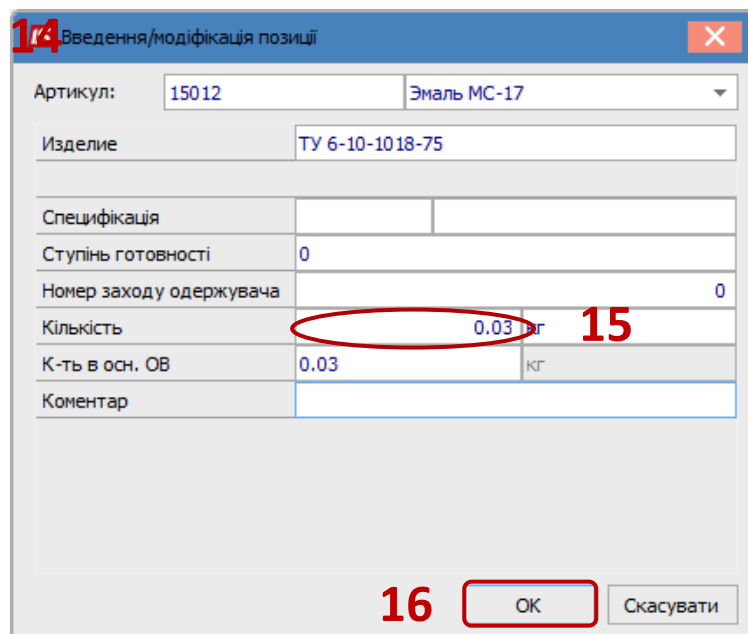 14 Введення/модіфікація позиції
Артикул: 15012 Эмаль МС-17
Изделие ТУ 6-10-1018-75
Специфікація
Ступінь готовності 0
Номер заходу одержувача 0
Кількість 0.03 кг 15
К-ть в осн. ОВ 0.03 кг
Коментар
16 ОК Скасувати